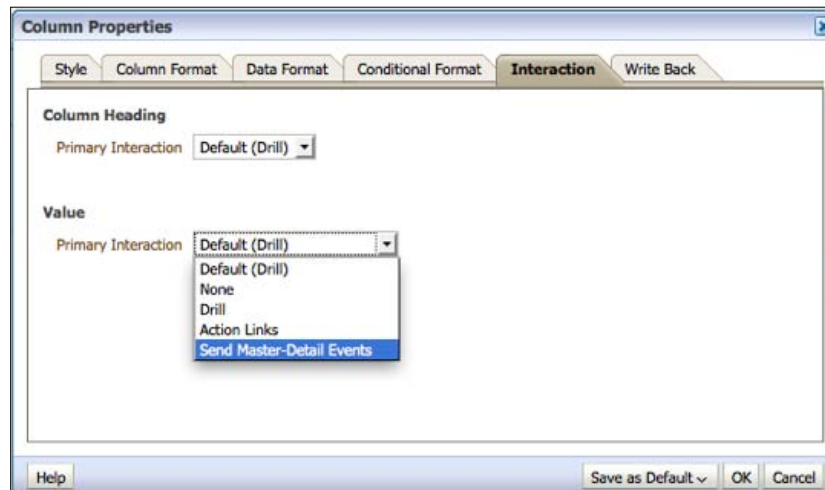 Column Properties
Style Column Format Data Format Conditional Format Interaction Write Back
Column Heading
Primary Interaction Default (Drill)
Value
Primary Interaction Default (Drill)
Default (Drill)
None
Drill
Action Links
Send Master-Detail Events
Help Save as Default OK Cancel